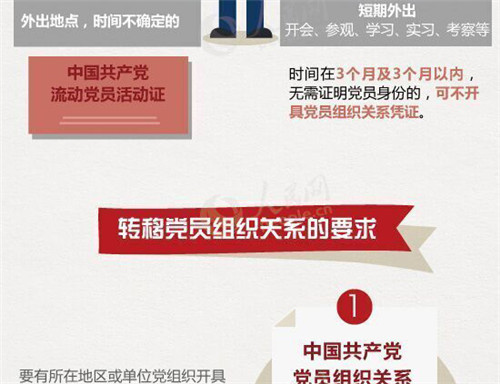 外出地点，时间不确定的
短期外出
开会、参观、学习、实习、考察等
中国共产党
流动党员活动证
时间在3个月及3个月以内，
无需证明党员身份的，可不开
具党员组织关系凭证。
人民网
转移党员组织关系的要求
1
中国共产党
党员组织关系
要有所在地区或单位党组织开具